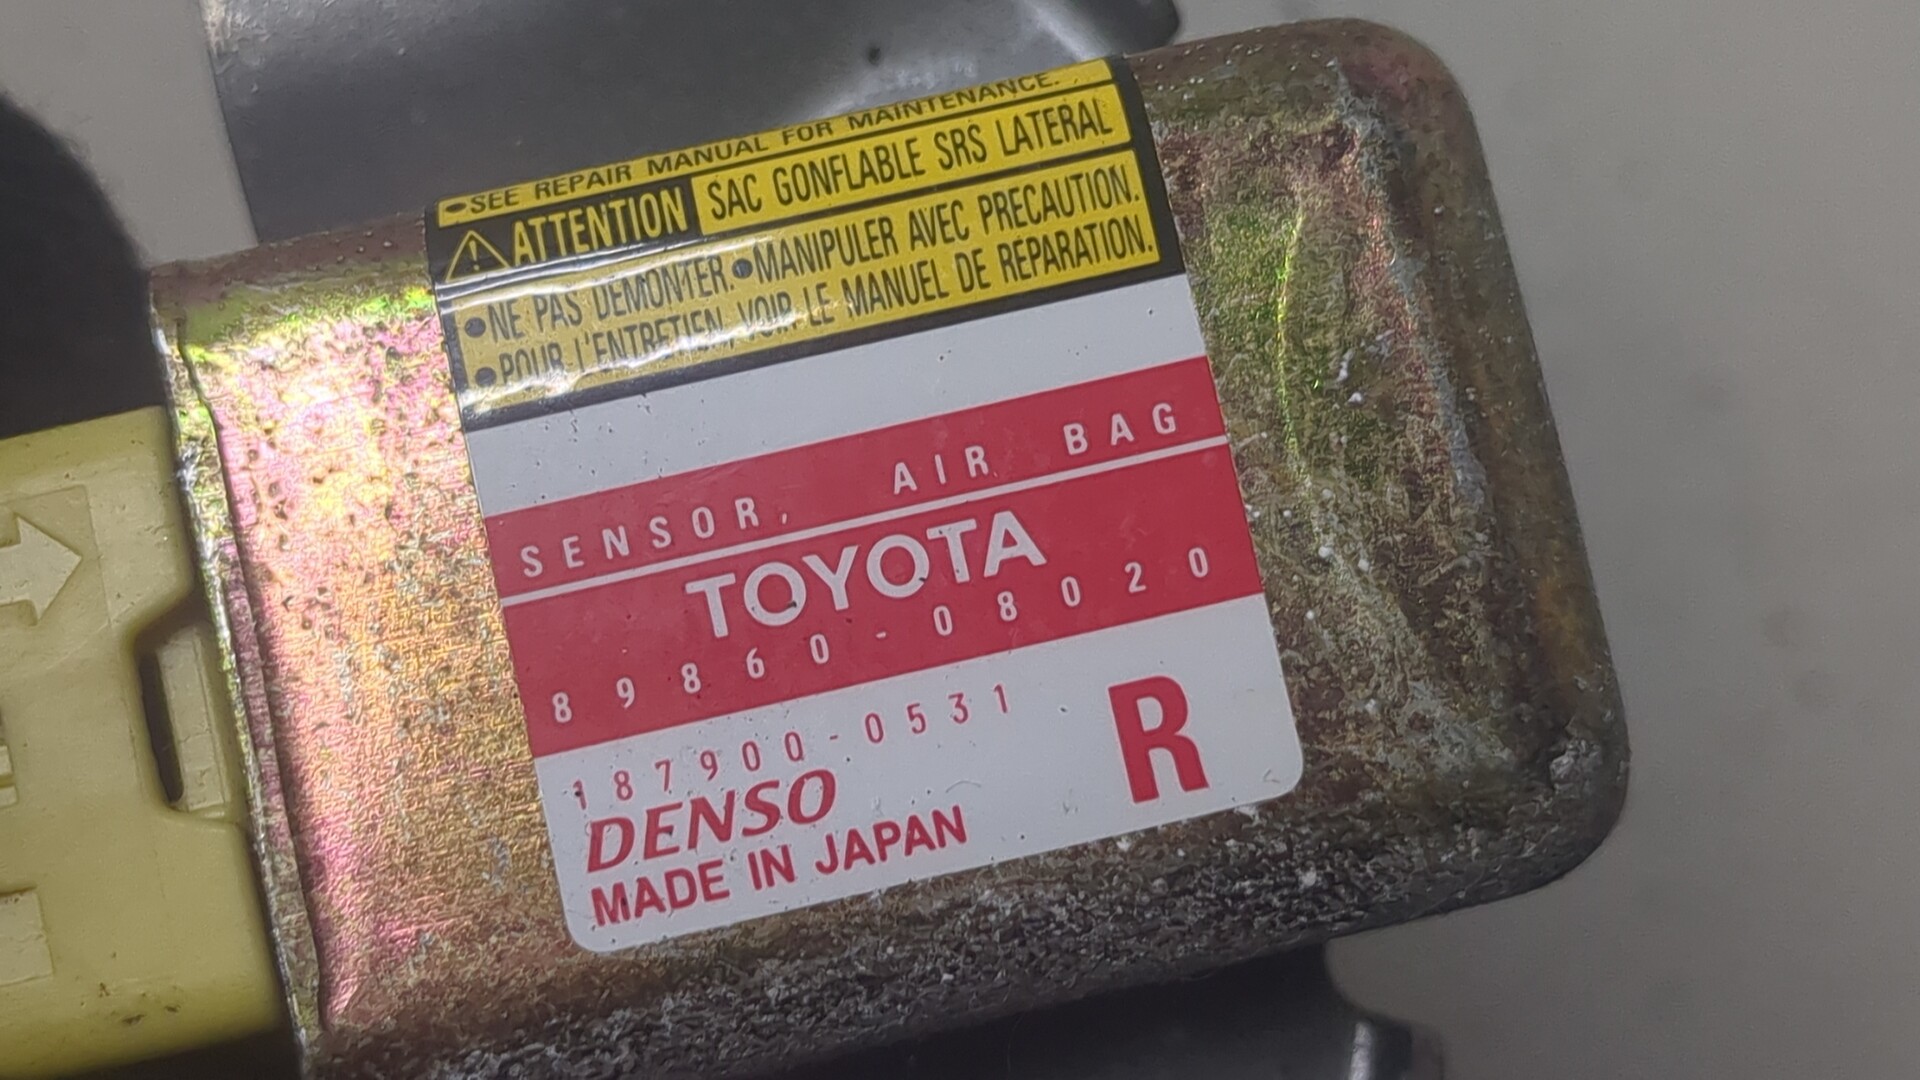 •SEE REPAIR MANUAL FOR MAINTENANCE.
ATTENTION SAC GONFLABLE SRS LATERAL
•NE PAS DEMONTER. •MANIPULER AVEC PRECAUTION.
•POUR L'ENTRETIEN, VOIR LE MANUEL DE REPARATION.
SENSOR, AIR BAG
TOYOTA
89860-08020
187900-0531
R
DENSO
MADE IN JAPAN